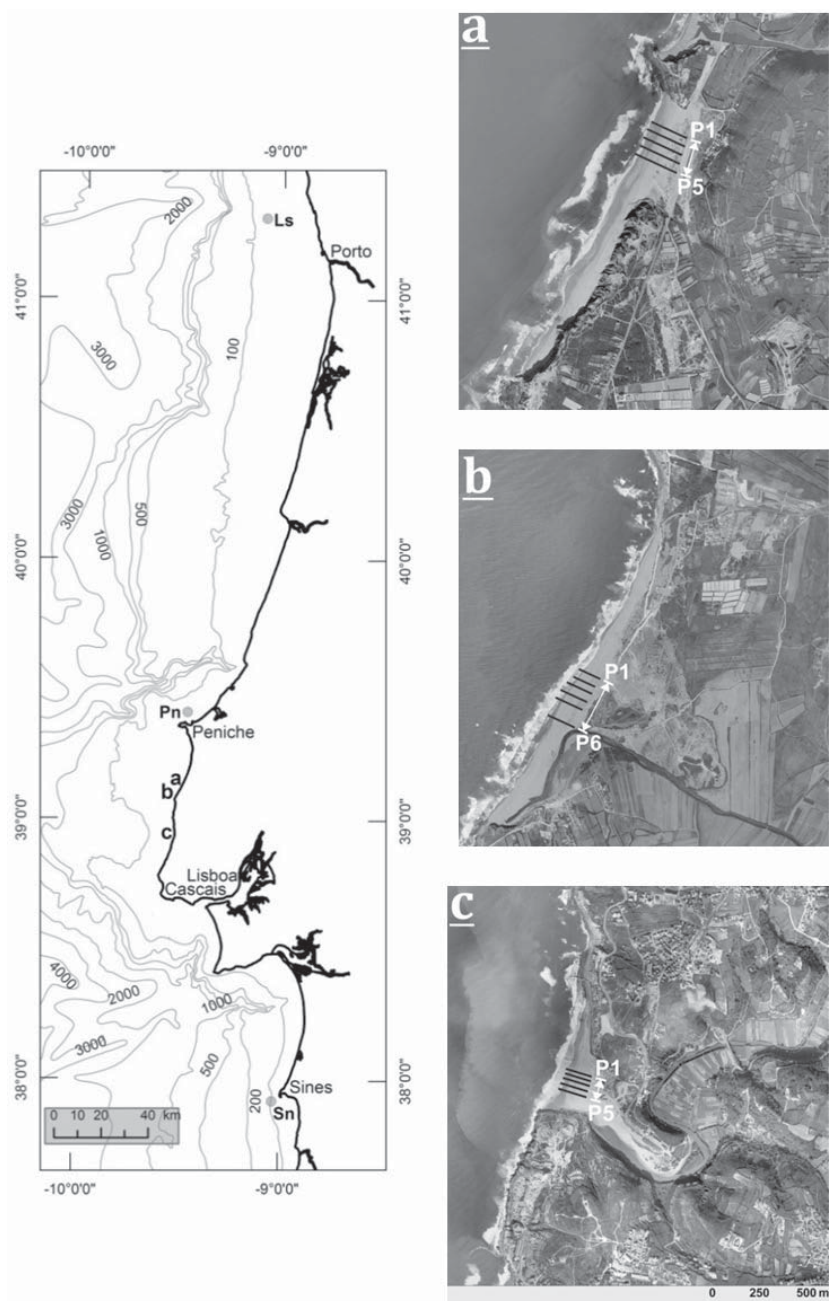 -10°0'0"
-9°0'0"
2000
Ls
Porto
41°0'0"
41°0'0"
3000
100
3000
500
1000
40°0'0"
40°0'0"
Pn
Peniche
a
b
39°0'0"
39°0'0"
c
Lisboa
Cascais
4000
2000
1000
3000
500
200
Sines
38°0'0"
38°0'0"
Sn
0 10 20 40 km
-10°0'0"
-9°0'0"
a
P1
P5
b
P1
P6
c
P1
P5
0 250 500 m